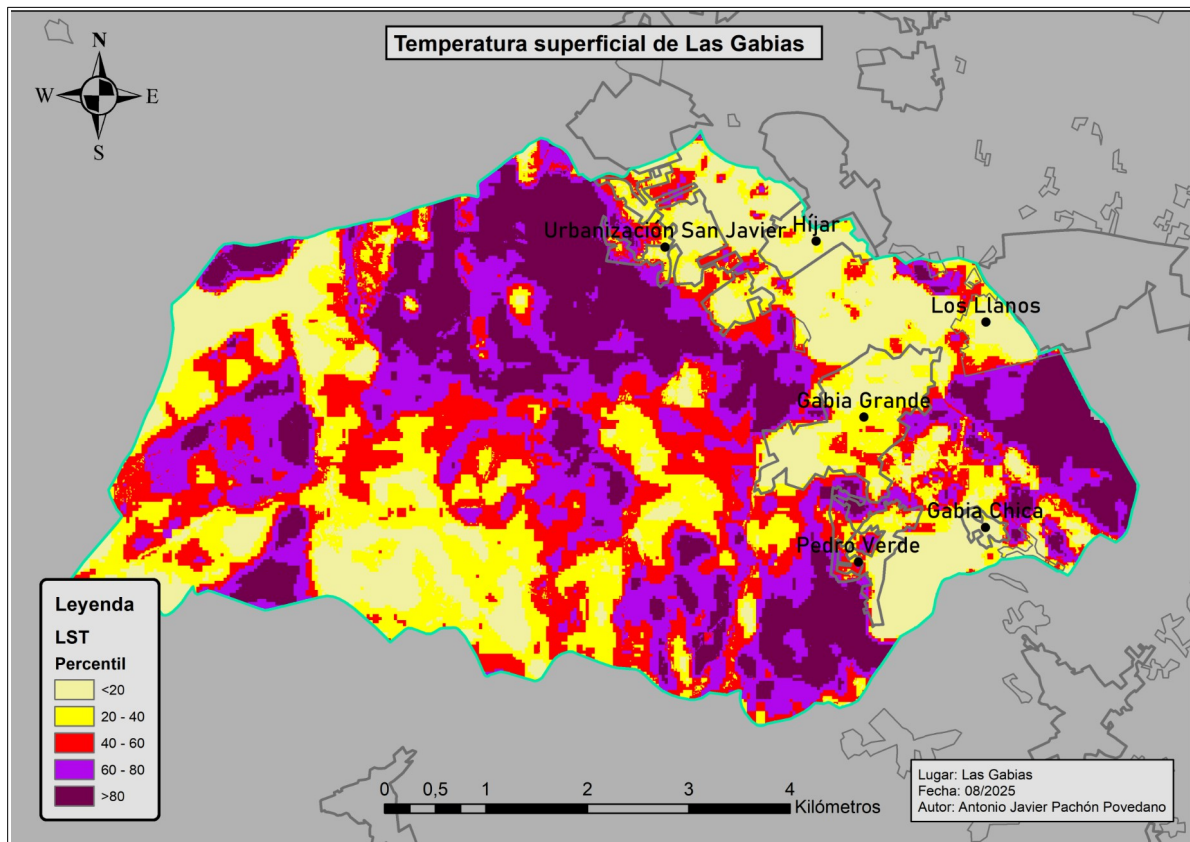 Temperatura superficial de Las Gabias
N
W
E
S
Urbanización San Javier
Híjar
Los Llanos
Gabia Grande
Gabia Chica
Pedro Verde
Leyenda
LST
Percentil
<20
20 - 40
40 - 60
60 - 80
>80
0 0,5 1 2 3 4
Kilómetros
Lugar: Las Gabias
Fecha: 08/2025
Autor: Antonio Javier Pachón Povedano